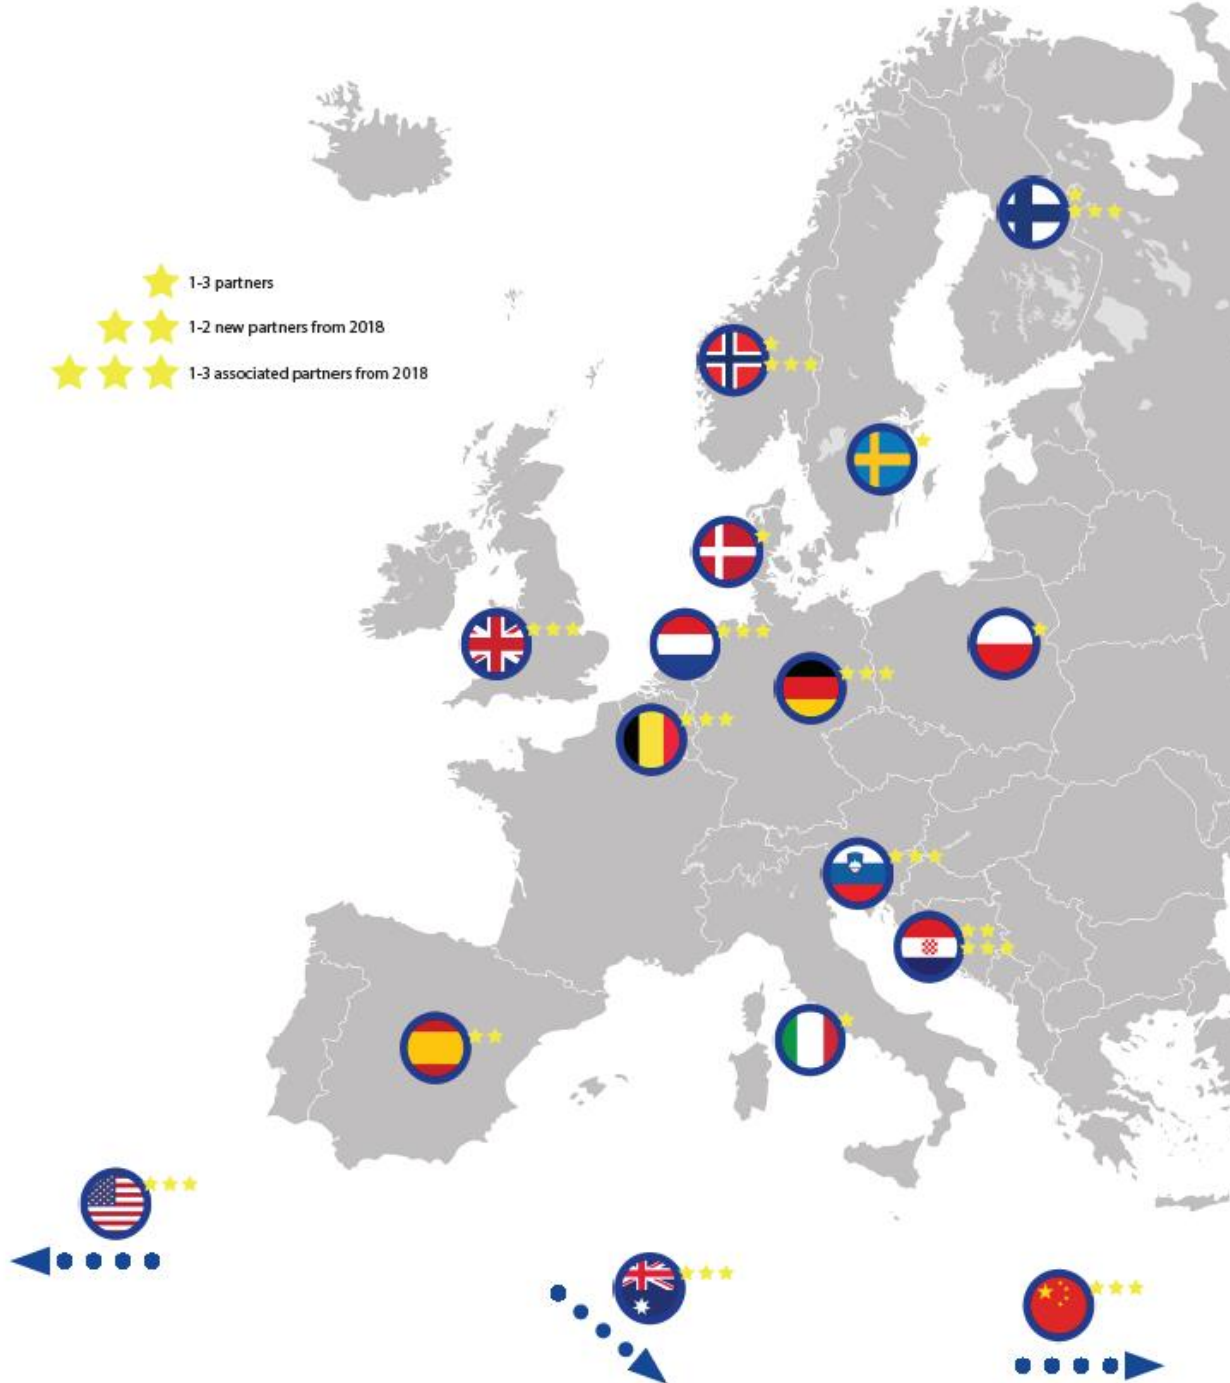 1-3 partners
1-2 new partners from 2018
1-3 associated partners from 2018